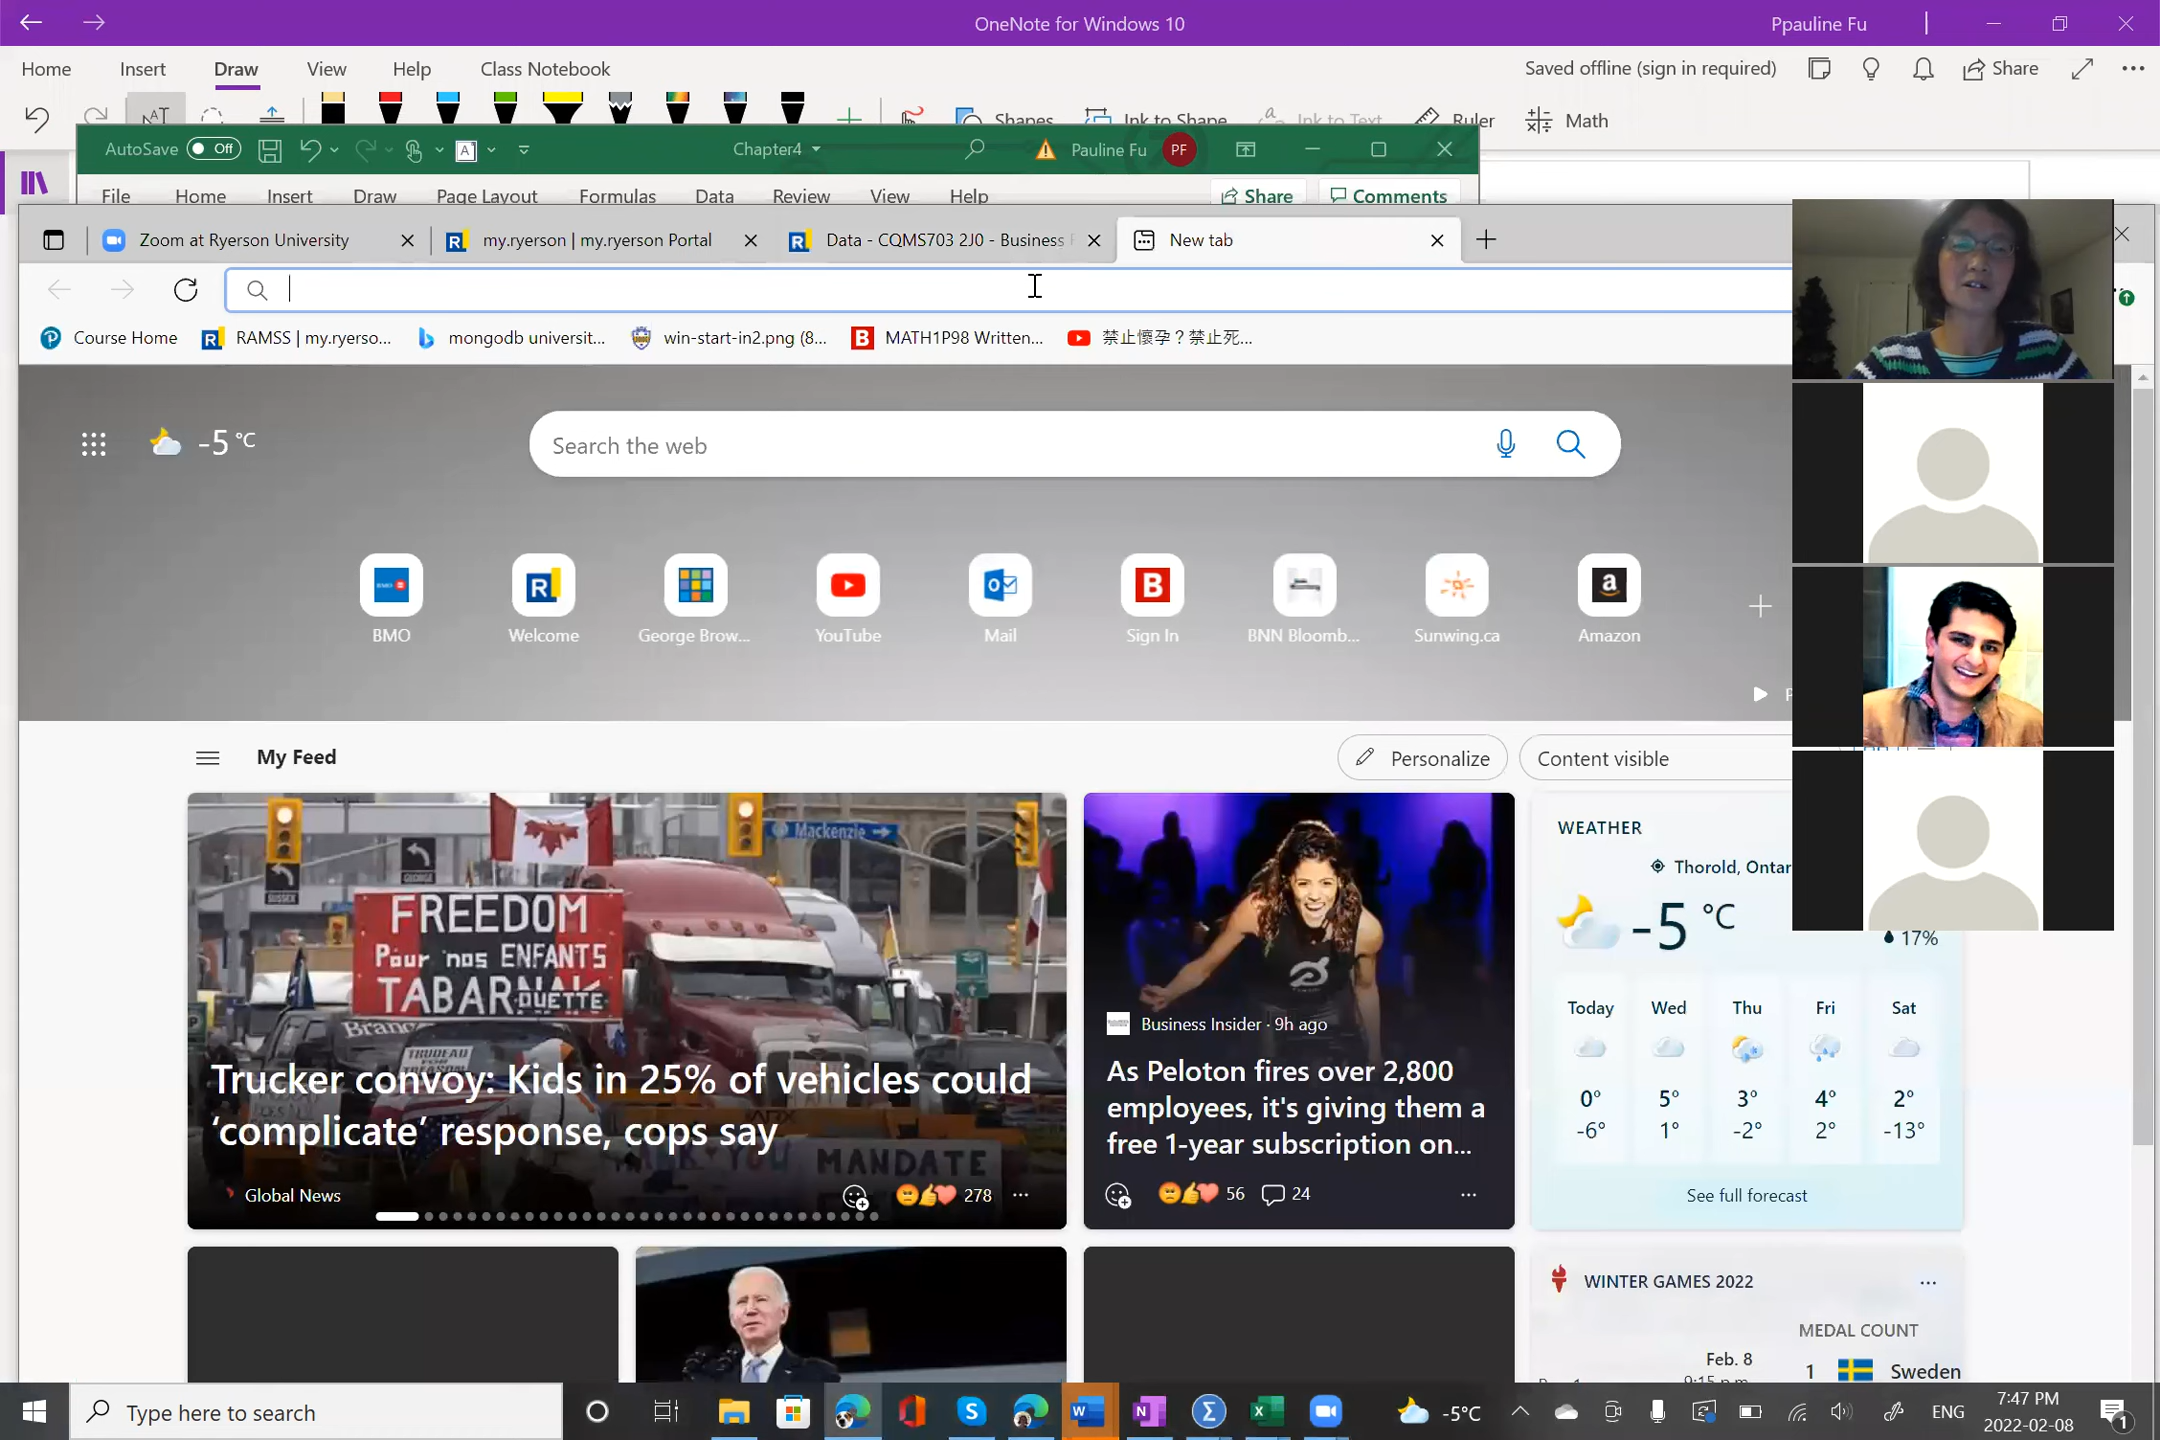 OneNote for Windows 10
Ppauline Fu
Home Insert Draw View Help Class Notebook
Saved offline (sign in required) Share
Shapes Ink to Shape Ink to Text Ruler Math
AutoSave Off Chapter4 Pauline Fu PF
File Home Insert Draw Page Layout Formulas Data Review View Help Share Comments
Zoom at Ryerson University
my.ryerson | my.ryerson Portal
Data - CQMS703 2J0 - Business
New tab
Course Home
RAMSS | my.ryerso...
mongodb universit...
win-start-in2.png (8...
MATH1P98 Written...
禁止懷孕？禁止死...
-5 °C
Search the web
BMO
Welcome
George Brow...
YouTube
Mail
Sign In
BNN Bloomb...
Sunwing.ca
Amazon
My Feed
Personalize
Content visible
Mackenzie
FREEDOM
Pour nos ENFANTS
TABARNOUETTE
TRUDEAU
Trucker convoy: Kids in 25% of vehicles could
‘complicate’ response, cops say
MANDATE
Global News
278
Business Insider · 9h ago
As Peloton fires over 2,800
employees, it's giving them a
free 1-year subscription on...
56 24
WEATHER
Thorold, Ontar
-5 °C
17%
Today Wed Thu Fri Sat
0° 5° 3° 4° 2°
-6° 1° -2° 2° -13°
See full forecast
WINTER GAMES 2022
MEDAL COUNT
Feb. 8
9:15 p.m.
1 Sweden
Type here to search
-5°C
ENG
7:47 PM
2022-02-08
1